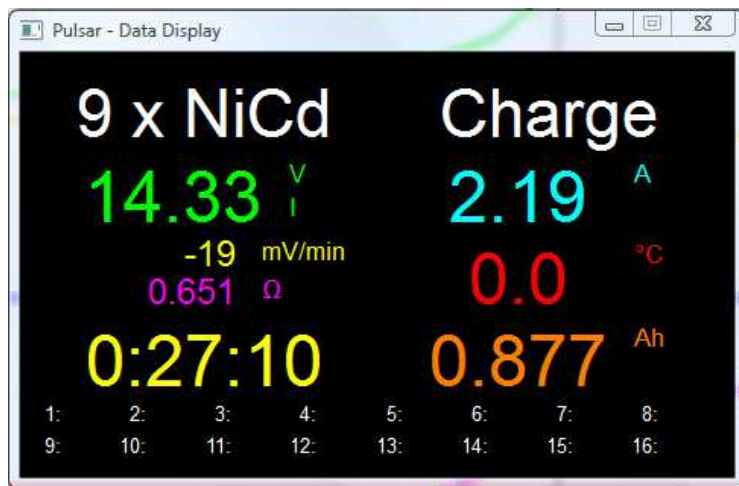 Pulsar - Data Display
9 x NiCd Charge
14.33 V I 2.19 A
-19 mV/min
0.651 Ω 0.0 °C
0:27:10 0.877 Ah
1: 2: 3: 4: 5: 6: 7: 8:
9: 10: 11: 12: 13: 14: 15: 16: